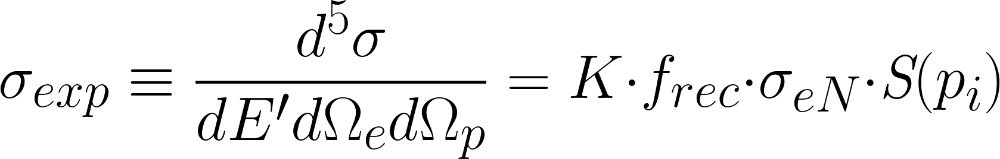 σ_{exp} ≡ \frac{d^5σ}{dE′dΩ_e dΩ_p} = K · f_{rec} · σ_{eN} · S(p_i)